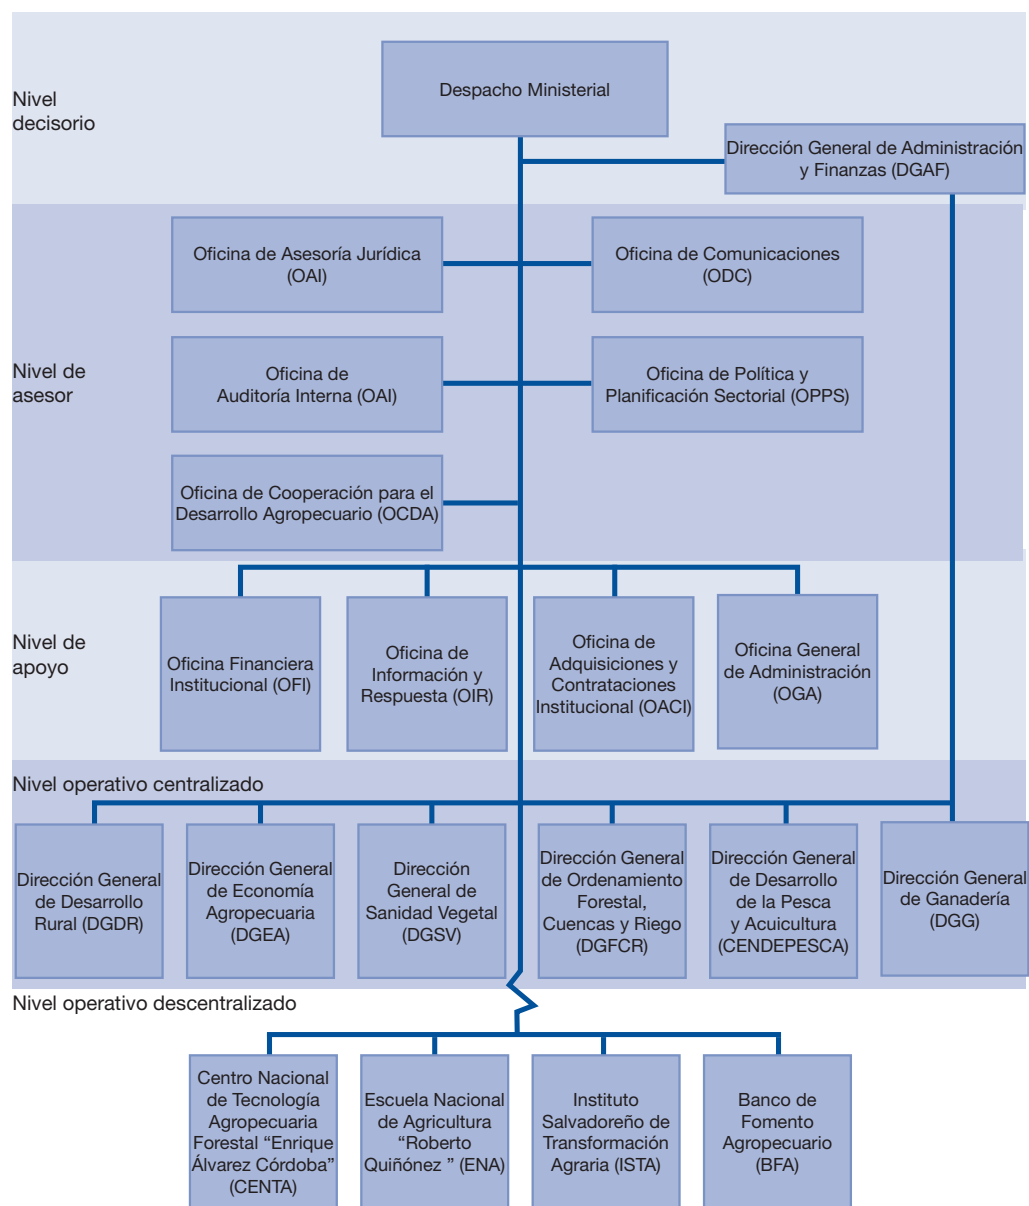 Nivel
decisorio
Despacho Ministerial
Dirección General de Administración
y Finanzas (DGAF)
Nivel de
asesor
Oficina de Asesoría Jurídica
(OAI)
Oficina de Comunicaciones
(ODC)
Oficina de
Auditoría Interna (OAI)
Oficina de Política y
Planificación Sectorial (OPPS)
Oficina de Cooperación para el
Desarrollo Agropecuario (OCDA)
Nivel de
apoyo
Oficina Financiera
Institucional (OFI)
Oficina de
Información y
Respuesta (OIR)
Oficina de
Adquisiciones y
Contrataciones
Institucional (OACI)
Oficina General
de Administración
(OGA)
Nivel operativo centralizado
Dirección General
de Desarrollo
Rural (DGDR)
Dirección General
de Economía
Agropecuaria
(DGEA)
Dirección
General de
Sanidad Vegetal
(DGSV)
Dirección General
de Ordenamiento
Forestal,
Cuencas y Riego
(DGFCR)
Dirección General
de Desarrollo
de la Pesca
y Acuicultura
(CENDEPESCA)
Dirección General
de Ganadería
(DGG)
Nivel operativo descentralizado
Centro Nacional
de Tecnología
Agropecuaria
Forestal “Enrique
Álvarez Córdoba”
(CENTA)
Escuela Nacional
de Agricultura
“Roberto
Quiñónez ” (ENA)
Instituto
Salvadoreño de
Transformación
Agraria (ISTA)
Banco de
Fomento
Agropecuario
(BFA)